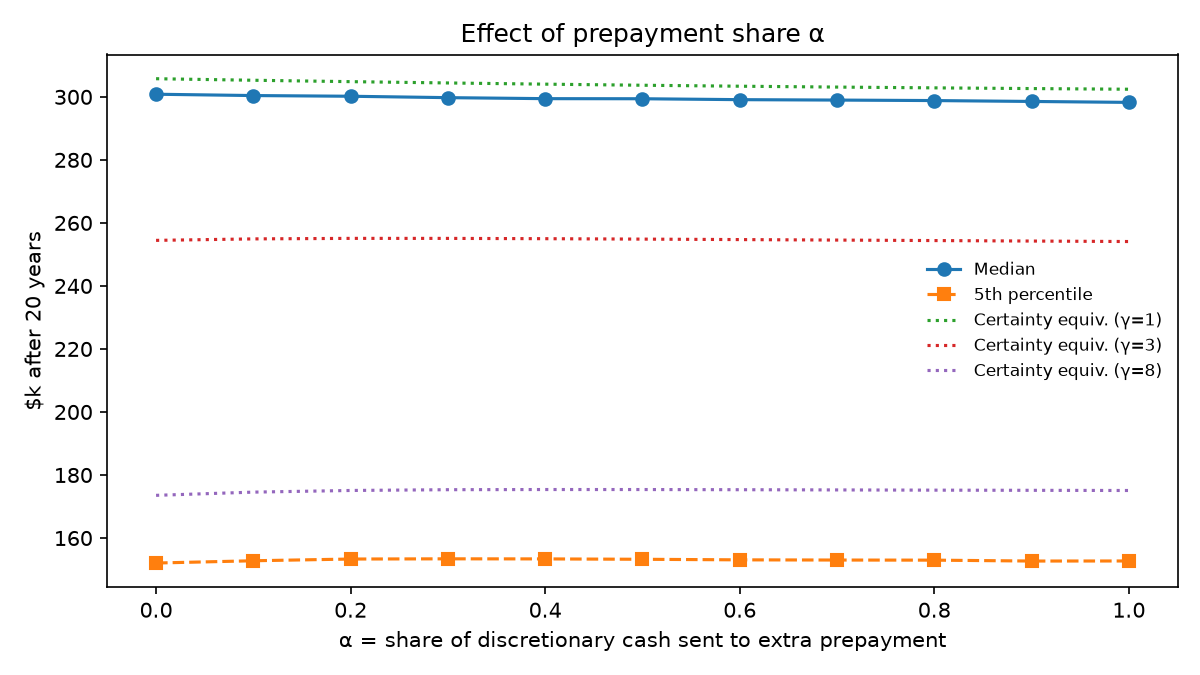 Effect of prepayment share α
$k after 20 years
300
280
260
240
220
200
180
160
Median
5th percentile
Certainty equiv. (γ=1)
Certainty equiv. (γ=3)
Certainty equiv. (γ=8)
0.0 0.2 0.4 0.6 0.8 1.0
α = share of discretionary cash sent to extra prepayment